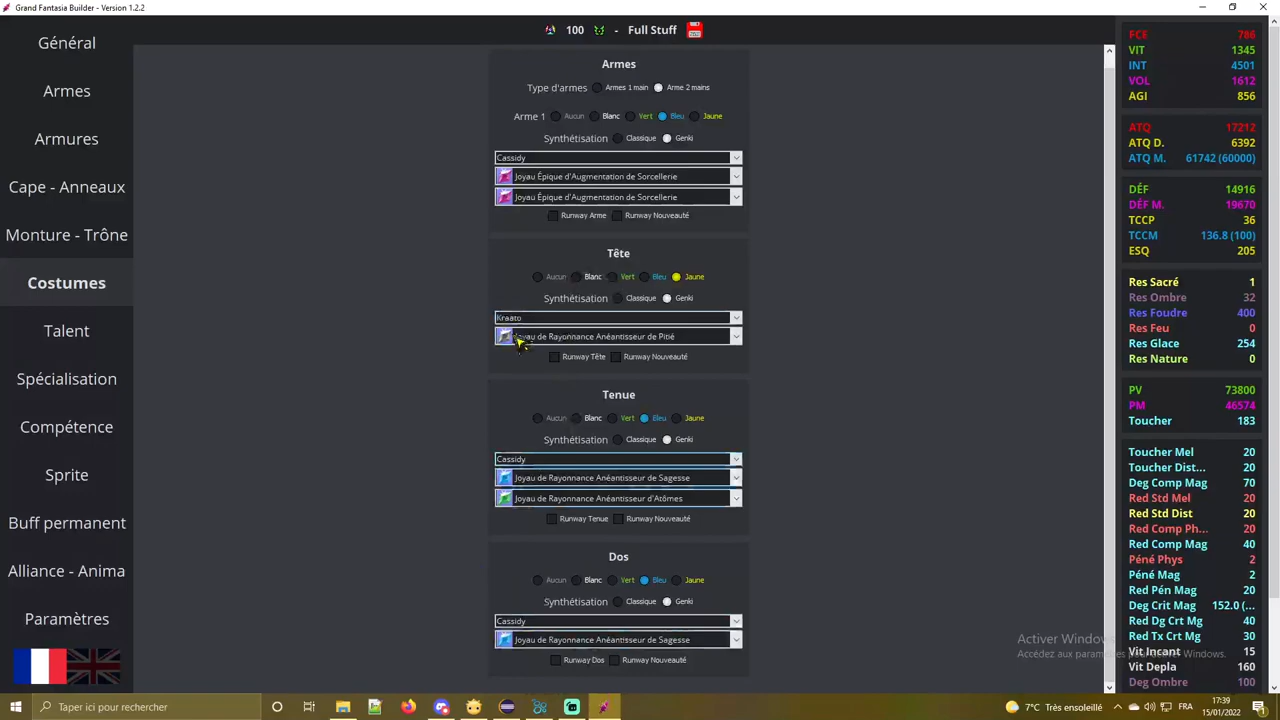 Grand Fantasia Builder - Version 1.2.2
100 - Full Stuff
Général
Armes
Armures
Cape - Anneaux
Monture - Trône
Costumes
Talent
Spécialisation
Compétence
Sprite
Buff permanent
Alliance - Anima
Paramètres
Armes
Type d'armes Armes 1 main Arme 2 mains
Arme 1 Aucun Blanc Vert Bleu Jaune
Synthétisation Classique Genki
Cassidy
Joyau Épique d'Augmentation de Sorcellerie
Joyau Épique d'Augmentation de Sorcellerie
Runway Arme Runway Nouveauté
Tête
Aucun Blanc Vert Bleu Jaune
Synthétisation Classique Genki
Kraäto
Joyau de Rayonnance Anéantisseur de Pitié
Runway Tête Runway Nouveauté
Tenue
Aucun Blanc Vert Bleu Jaune
Synthétisation Classique Genki
Cassidy
Joyau de Rayonnance Anéantisseur de Sagesse
Joyau de Rayonnance Anéantisseur d'Atômes
Runway Tenue Runway Nouveauté
Dos
Aucun Blanc Vert Bleu Jaune
Synthétisation Classique Genki
Cassidy
Joyau de Rayonnance Anéantisseur de Sagesse
Runway Dos Runway Nouveauté
FCE 786
VIT 1345
INT 4501
VOL 1612
AGI 856
ATQ 17212
ATQ D. 6392
ATQ M. 61742 (60000)
DÉF 14916
DÉF M. 19670
TCCP 36
TCCM 136.8 (100)
ESQ 205
Res Sacré 1
Res Ombre 32
Res Foudre 400
Res Feu 1
Res Glace 254
Res Nature 1
PV 73800
PM 46574
Toucher 183
Toucher Mel 20
Toucher Dist... 20
Deg Comp Mag 70
Red Std Mel 20
Red Std Dist 20
Red Comp Ph... 20
Red Comp Mag 40
Péné Phys 2
Péné Mag 2
Red Pén Mag 20
Deg Crit Mag 152.0 (...
Red Dg Crt Mg 40
Red Tx Crt Mg 30
Vit Incant 15
Vit Depla 160
Deg Ombre 100
Activer Windows
Accédez aux paramètres pour activer Windows.
Taper ici pour rechercher
7°C Très ensoleillé
FRA
17:39
15/01/2022